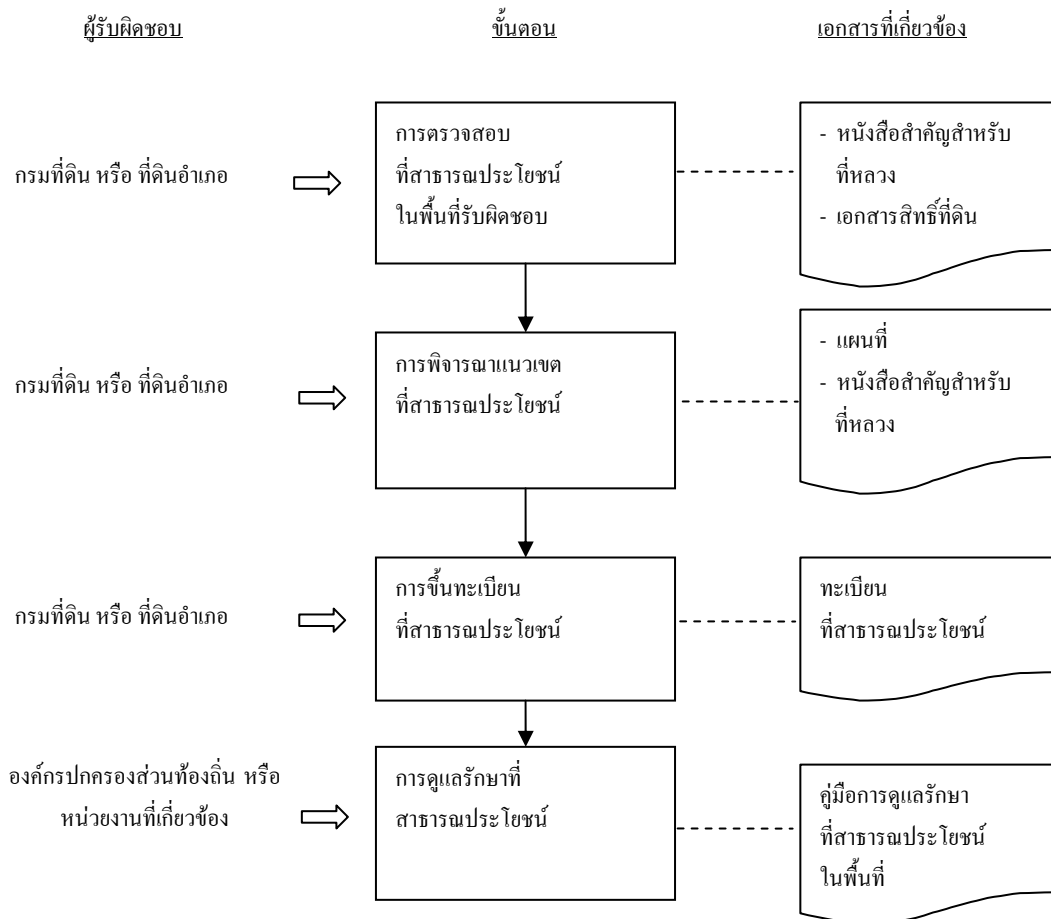 ผู้รับผิดชอบ
ขั้นตอน
เอกสารที่เกี่ยวข้อง
กรมที่ดิน หรือ ที่ดินอำเภอ
การตรวจสอบ
ที่สาธารณประโยชน์
ในพื้นที่รับผิดชอบ
- หนังสือสำคัญสำหรับ
ที่หลวง
- เอกสารสิทธิ์ที่ดิน
กรมที่ดิน หรือ ที่ดินอำเภอ
การพิจารณาแนวเขต
ที่สาธารณประโยชน์
- แผนที่
- หนังสือสำคัญสำหรับ
ที่หลวง
กรมที่ดิน หรือ ที่ดินอำเภอ
การขึ้นทะเบียน
ที่สาธารณประโยชน์
ทะเบียน
ที่สาธารณประโยชน์
องค์กรปกครองส่วนท้องถิ่น หรือ
หน่วยงานที่เกี่ยวข้อง
การดูแลรักษาที่
สาธารณประโยชน์
คู่มือการดูแลรักษา
ที่สาธารณประโยชน์
ในพื้นที่